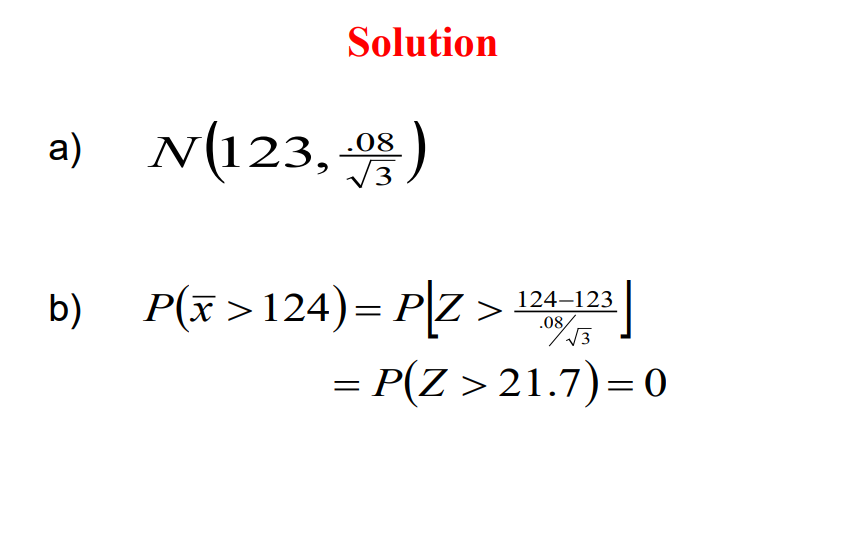 Solution
a) N(123, .08/√3)
b) P(x̅ > 124) = P⌊Z > (124–123)/(.08/√3)⌋
= P(Z > 21.7) = 0